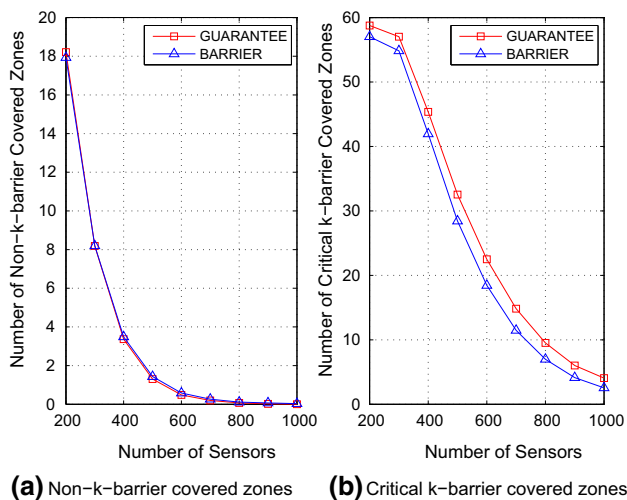 20
18
16
14
12
10
8
6
4
2
0
200 400 600 800 1000
Number of Non-k-barrier Covered Zones
Number of Sensors
GUARANTEE
BARRIER
(a) Non-k-barrier covered zones
60
50
40
30
20
10
0
200 400 600 800 1000
Number of Critical k-barrier Covered Zones
Number of Sensors
GUARANTEE
BARRIER
(b) Critical k-barrier covered zones